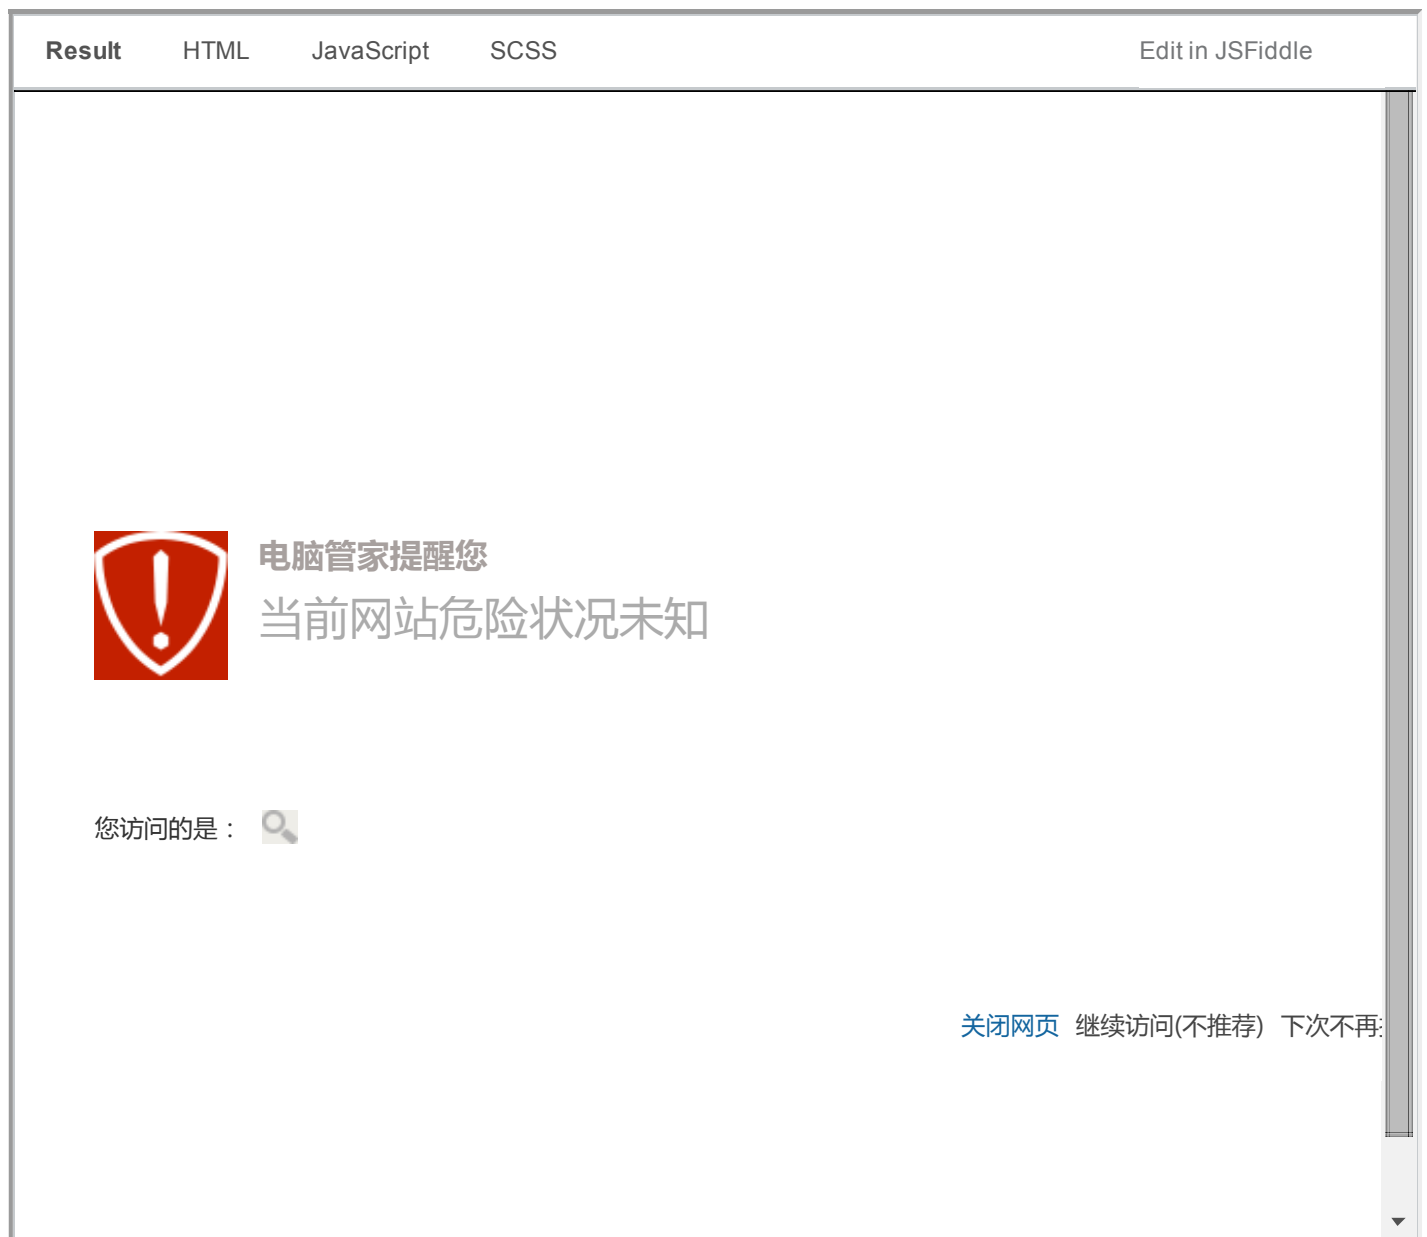 Result HTML JavaScript SCSS Edit in JSFiddle
电脑管家提醒您
当前网站危险状况未知
您访问的是：
关闭网页 继续访问(不推荐) 下次不再